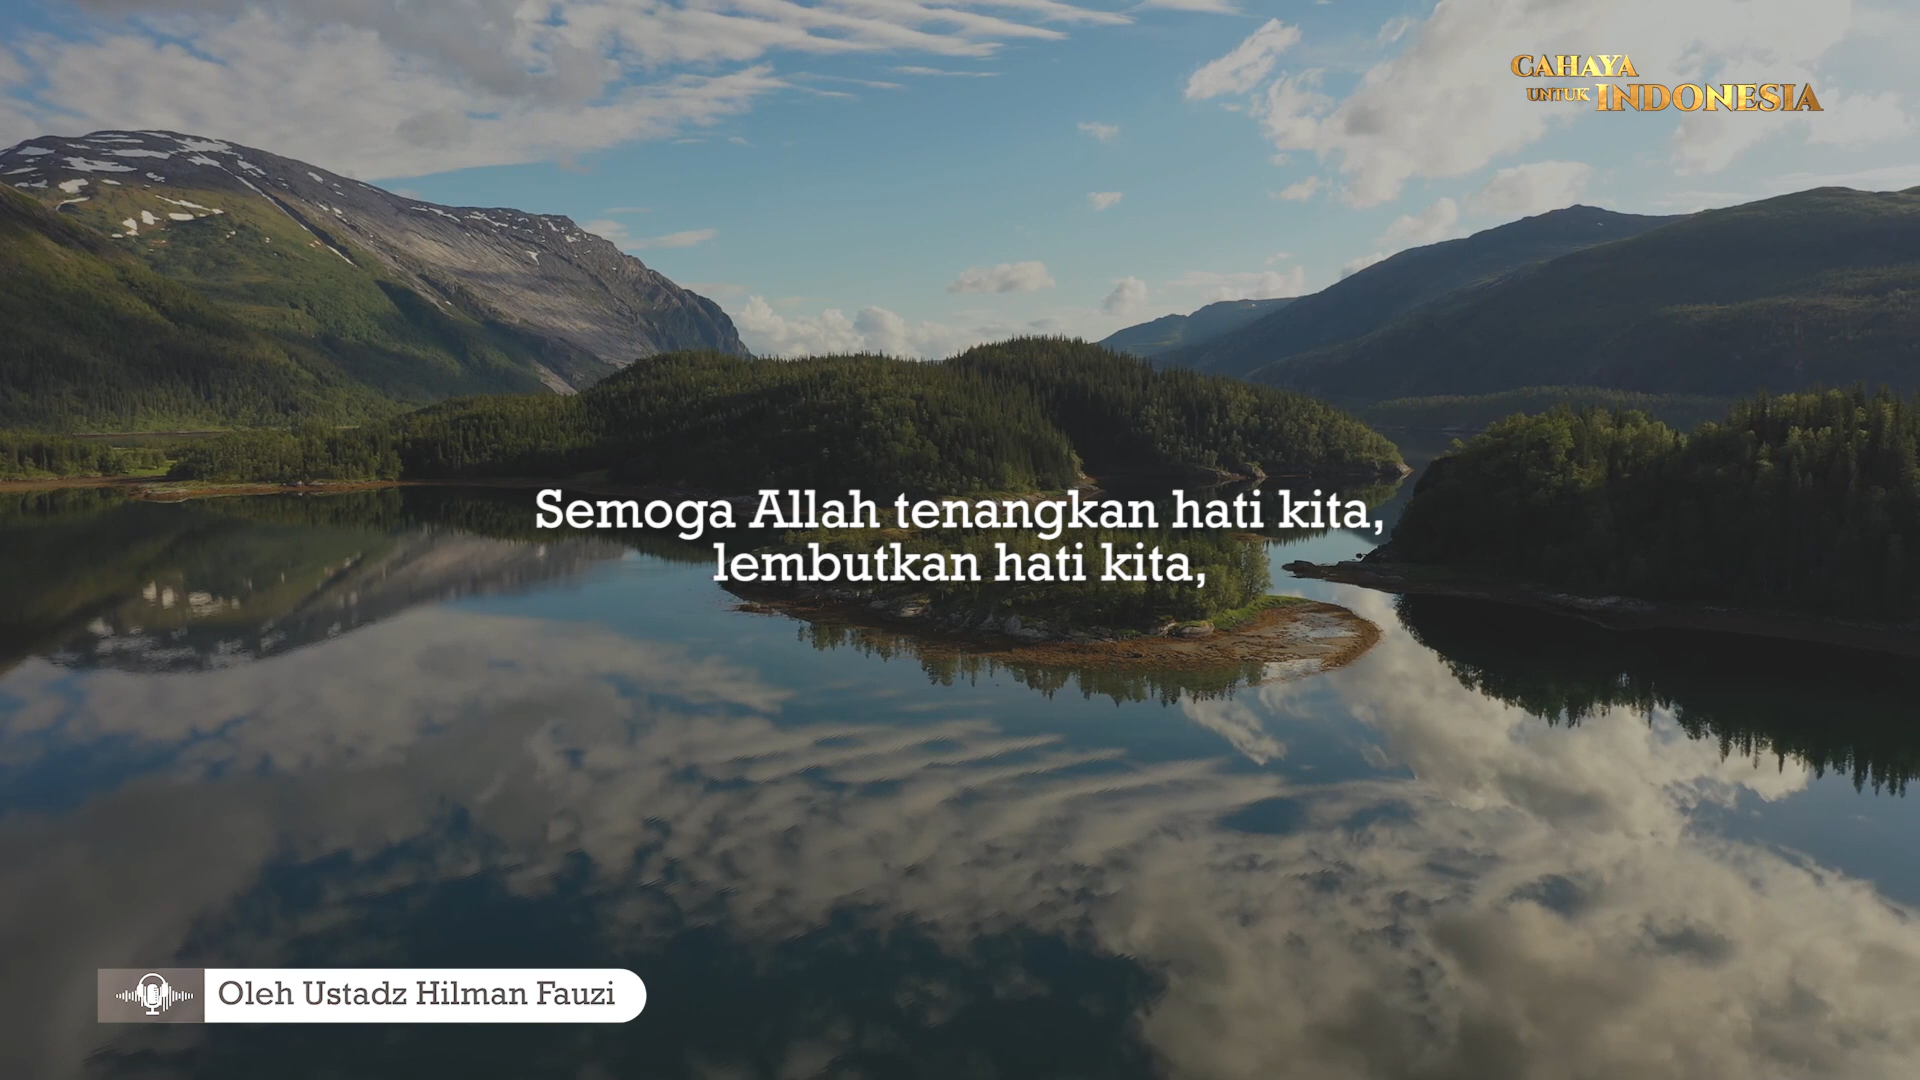 CAHAYA
UNTUK INDONESIA
Semoga Allah tenangkan hati kita,
lembutkan hati kita,
Oleh Ustadz Hilman Fauzi